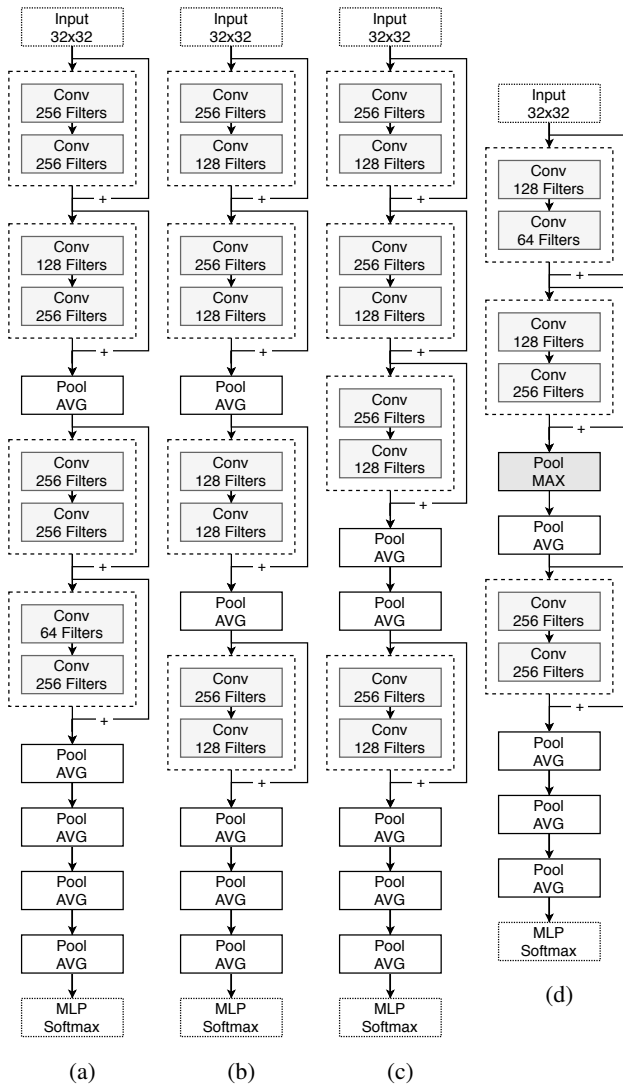 Input
32x32
Conv
256 Filters
Conv
256 Filters
+
Conv
128 Filters
Conv
256 Filters
+
Pool
AVG
Conv
256 Filters
Conv
256 Filters
+
Conv
64 Filters
Conv
256 Filters
+
Pool
AVG
Pool
AVG
Pool
AVG
Pool
AVG
MLP
Softmax
(a)
Input
32x32
Conv
256 Filters
Conv
128 Filters
+
Conv
256 Filters
Conv
128 Filters
+
Pool
AVG
Conv
128 Filters
Conv
128 Filters
+
Pool
AVG
Conv
256 Filters
Conv
128 Filters
+
Pool
AVG
Pool
AVG
Pool
AVG
MLP
Softmax
(b)
Input
32x32
Conv
256 Filters
Conv
128 Filters
+
Conv
256 Filters
Conv
128 Filters
+
Conv
256 Filters
Conv
128 Filters
+
Pool
AVG
Pool
AVG
Conv
256 Filters
Conv
128 Filters
+
Pool
AVG
Pool
AVG
Pool
AVG
MLP
Softmax
(c)
Input
32x32
Conv
128 Filters
Conv
64 Filters
+
Conv
128 Filters
Conv
256 Filters
+
Pool
MAX
Pool
AVG
Conv
256 Filters
Conv
256 Filters
+
Pool
AVG
Pool
AVG
Pool
AVG
MLP
Softmax
(d)